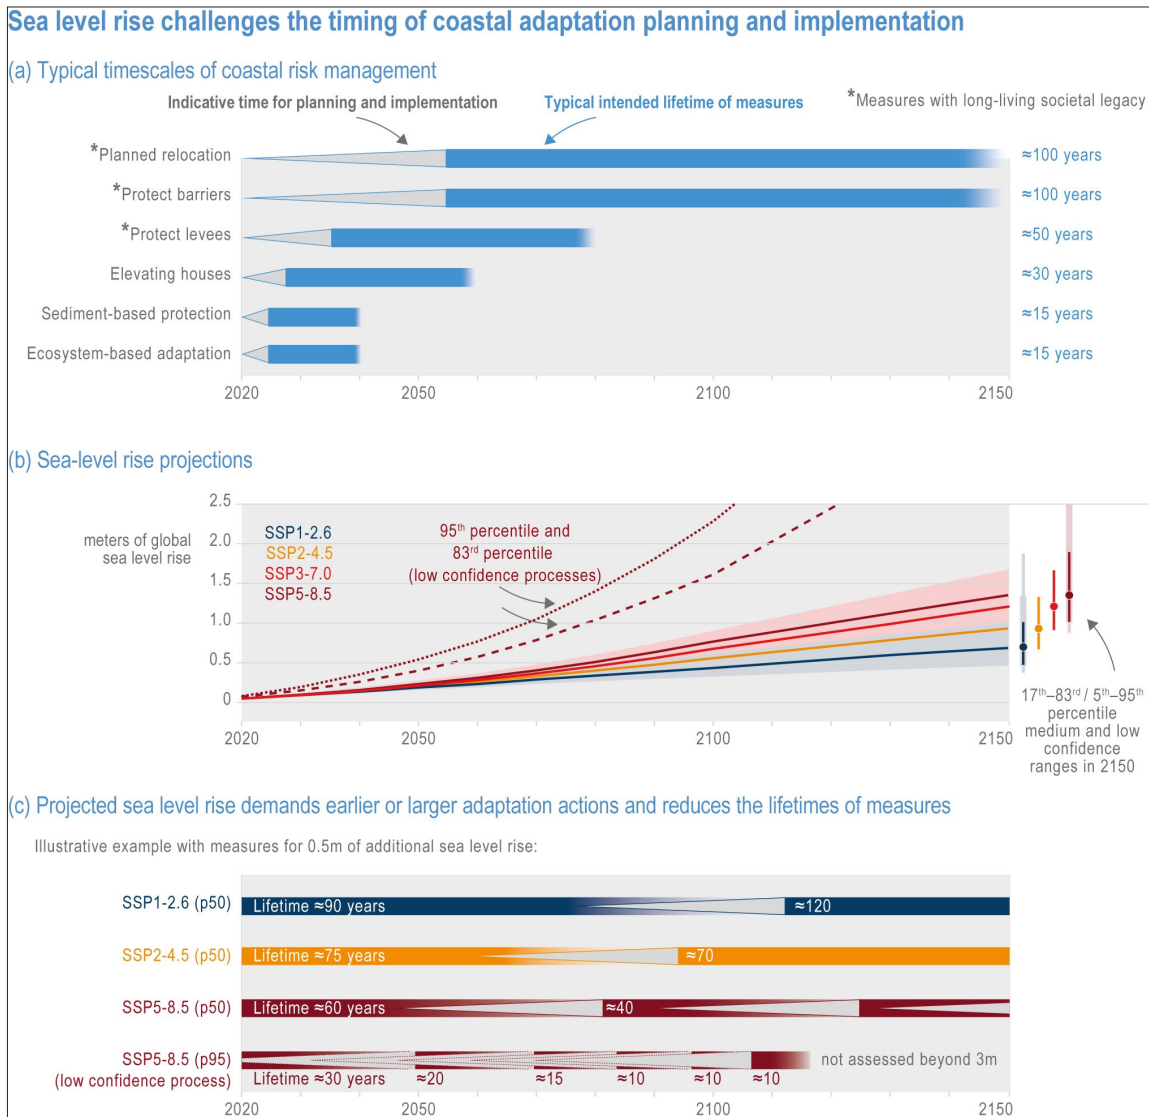 Sea level rise challenges the timing of coastal adaptation planning and implementation
(a) Typical timescales of coastal risk management
Indicative time for planning and implementation
Typical intended lifetime of measures
*Measures with long-living societal legacy
*Planned relocation
≈100 years
*Protect barriers
≈100 years
*Protect levees
≈50 years
Elevating houses
≈30 years
Sediment-based protection
≈15 years
Ecosystem-based adaptation
≈15 years
2020 2050 2100 2150
(b) Sea-level rise projections
meters of global
sea level rise
2.5
2.0
1.5
1.0
0.5
0
SSP1-2.6
SSP2-4.5
SSP3-7.0
SSP5-8.5
95th percentile and
83rd percentile
(low confidence processes)
2020 2050 2100 2150
17th–83rd / 5th–95th
percentile
medium and low
confidence
ranges in 2150
(c) Projected sea level rise demands earlier or larger adaptation actions and reduces the lifetimes of measures
Illustrative example with measures for 0.5m of additional sea level rise:
SSP1-2.6 (p50)
Lifetime ≈90 years
≈120
SSP2-4.5 (p50)
Lifetime ≈75 years
≈70
SSP5-8.5 (p50)
Lifetime ≈60 years
≈40
SSP5-8.5 (p95)
(low confidence process)
Lifetime ≈30 years
≈20
≈15
≈10
≈10
≈10
not assessed beyond 3m
2020 2050 2100 2150